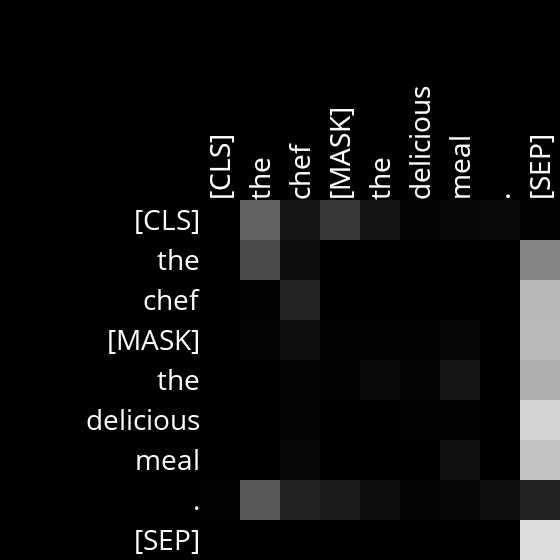 [CLS]
the
chef
[MASK]
the
delicious
meal
.
[SEP]
[CLS]
the
chef
[MASK]
the
delicious
meal
.
[SEP]